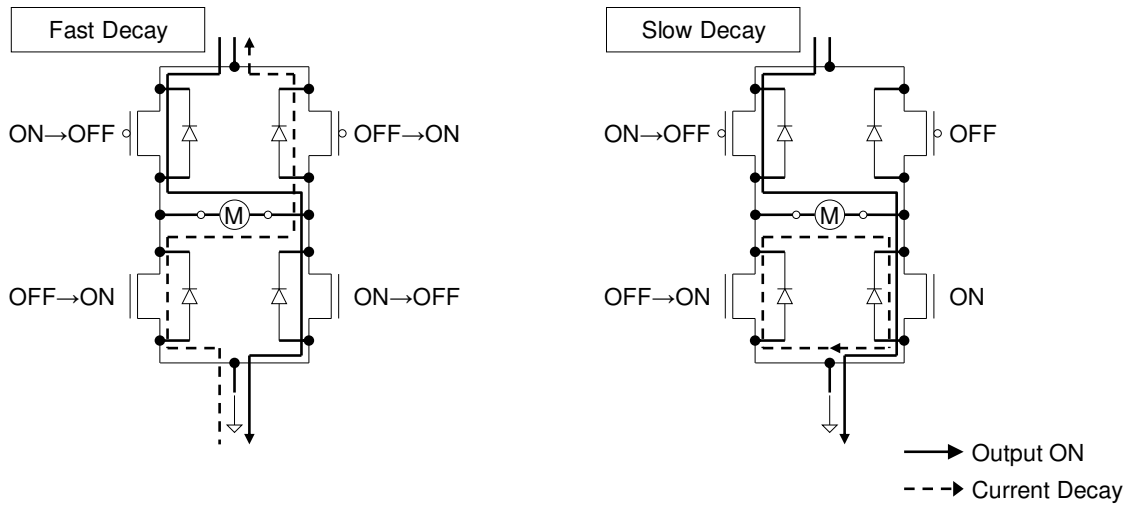 Fast Decay
ON→OFF
OFF→ON
M
OFF→ON
ON→OFF
Slow Decay
ON→OFF
OFF
M
OFF→ON
ON
Output ON
Current Decay